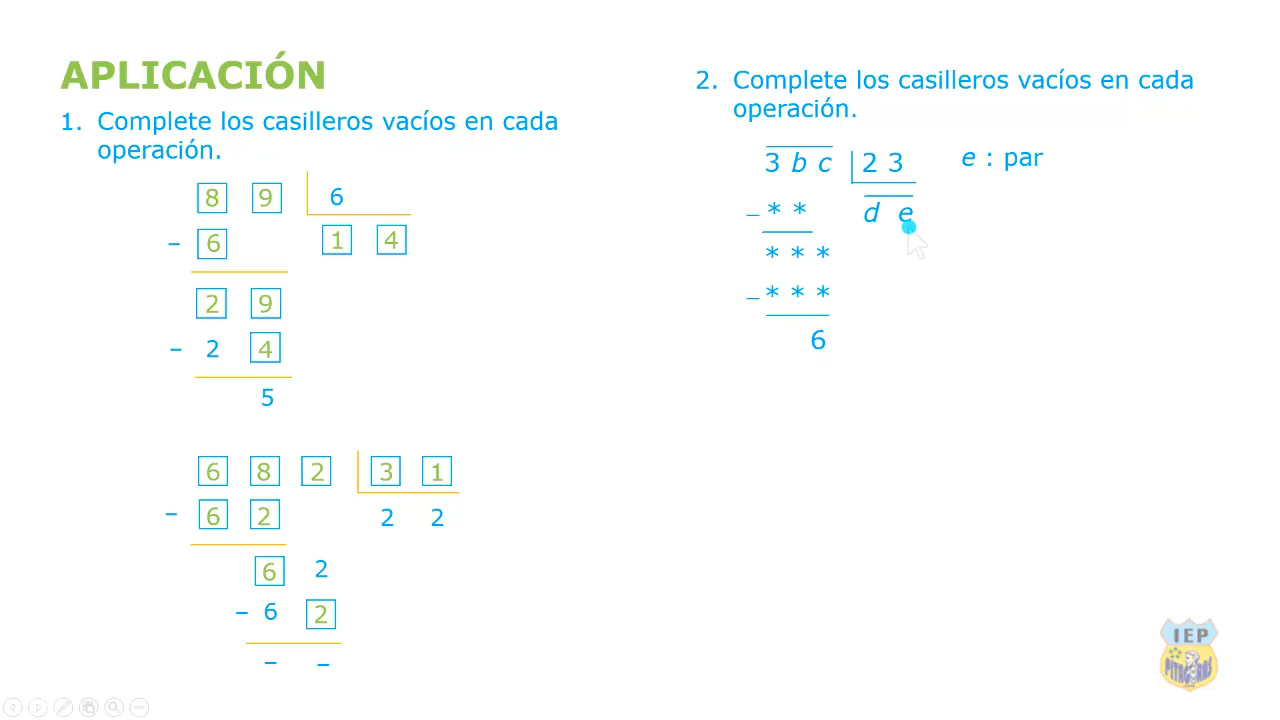 APLICACIÓN
1. Complete los casilleros vacíos en cada
operación.
8 9 6
– 6 1 4
2 9
– 2 4
5
6 8 2 3 1
– 6 2 2 2
6 2
– 6 2
– –
2. Complete los casilleros vacíos en cada
operación.
3 b c 2 3 e : par
– * * d e
* * *
– * * *
6
IEP
PITAGORAS